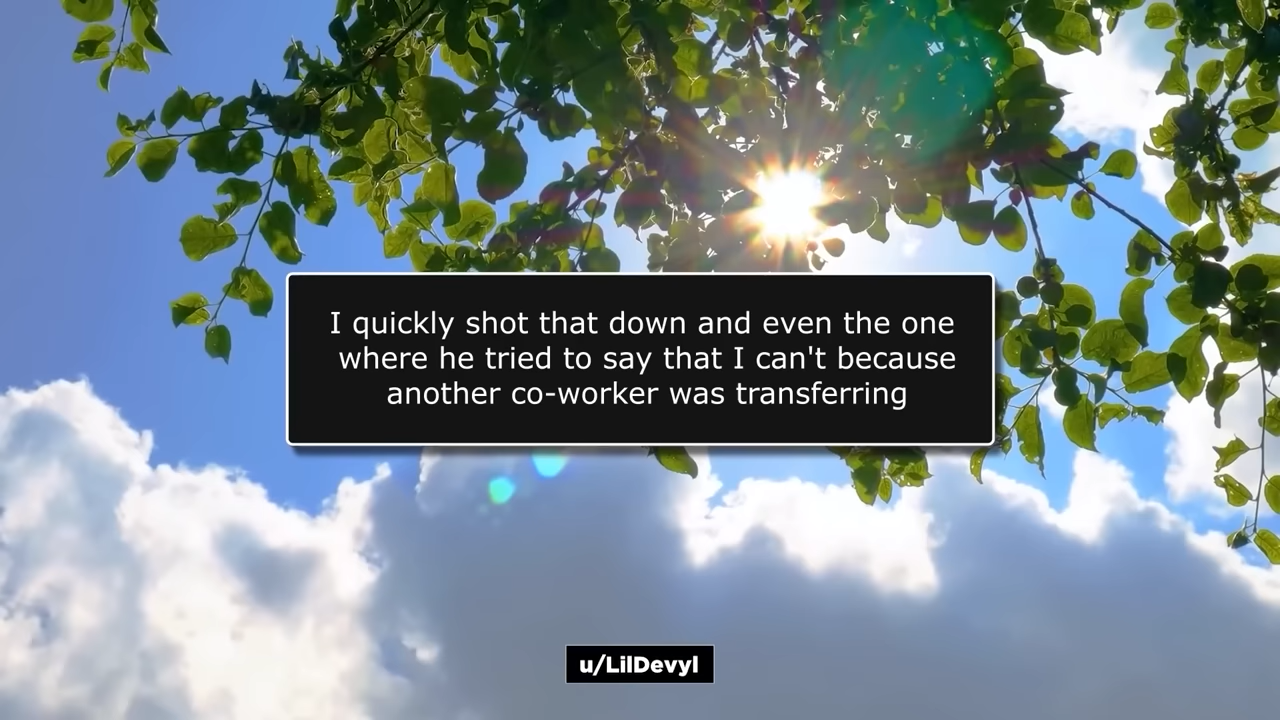 I quickly shot that down and even the one
where he tried to say that I can't because
another co-worker was transferring
u/LilDevyl